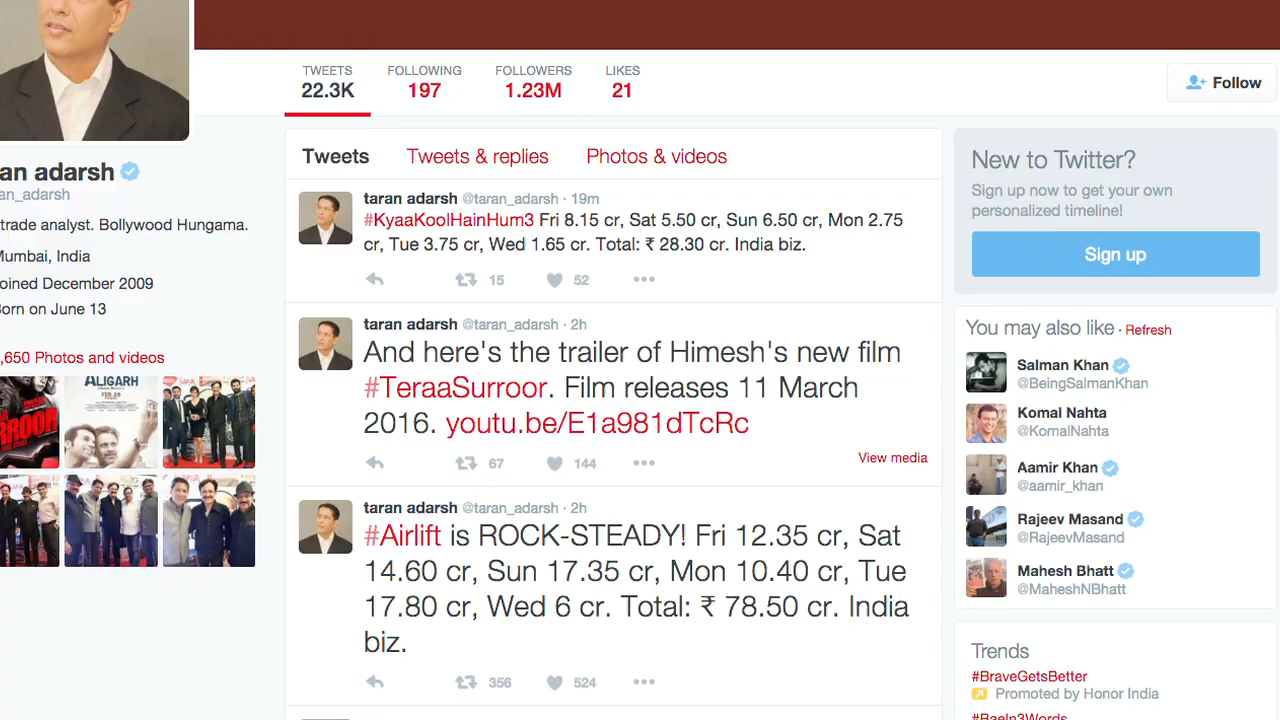 TWEETS
22.3K
FOLLOWING
197
FOLLOWERS
1.23M
LIKES
21
Follow
an adarsh
an_adarsh
trade analyst. Bollywood Hungama.
Mumbai, India
oined December 2009
orn on June 13
,650 Photos and videos
ALIGARH
FEB 26
Tweets
Tweets & replies
Photos & videos
taran adarsh @taran_adarsh · 19m
#KyaaKoolHainHum3 Fri 8.15 cr, Sat 5.50 cr, Sun 6.50 cr, Mon 2.75
cr, Tue 3.75 cr, Wed 1.65 cr. Total: ₹ 28.30 cr. India biz.
15
52
taran adarsh @taran_adarsh · 2h
And here's the trailer of Himesh's new film
#TeraaSurroor. Film releases 11 March
2016. youtu.be/E1a981dTcRc
67
144
View media
taran adarsh @taran_adarsh · 2h
#Airlift is ROCK-STEADY! Fri 12.35 cr, Sat
14.60 cr, Sun 17.35 cr, Mon 10.40 cr, Tue
17.80 cr, Wed 6 cr. Total: ₹ 78.50 cr. India
biz.
356
524
New to Twitter?
Sign up now to get your own
personalized timeline!
Sign up
You may also like · Refresh
Salman Khan
@BeingSalmanKhan
Komal Nahta
@KomalNahta
Aamir Khan
@aamir_khan
Rajeev Masand
@RajeevMasand
Mahesh Bhatt
@MaheshNBhatt
Trends
#BraveGetsBetter
Promoted by Honor India
#BaeIn3Words